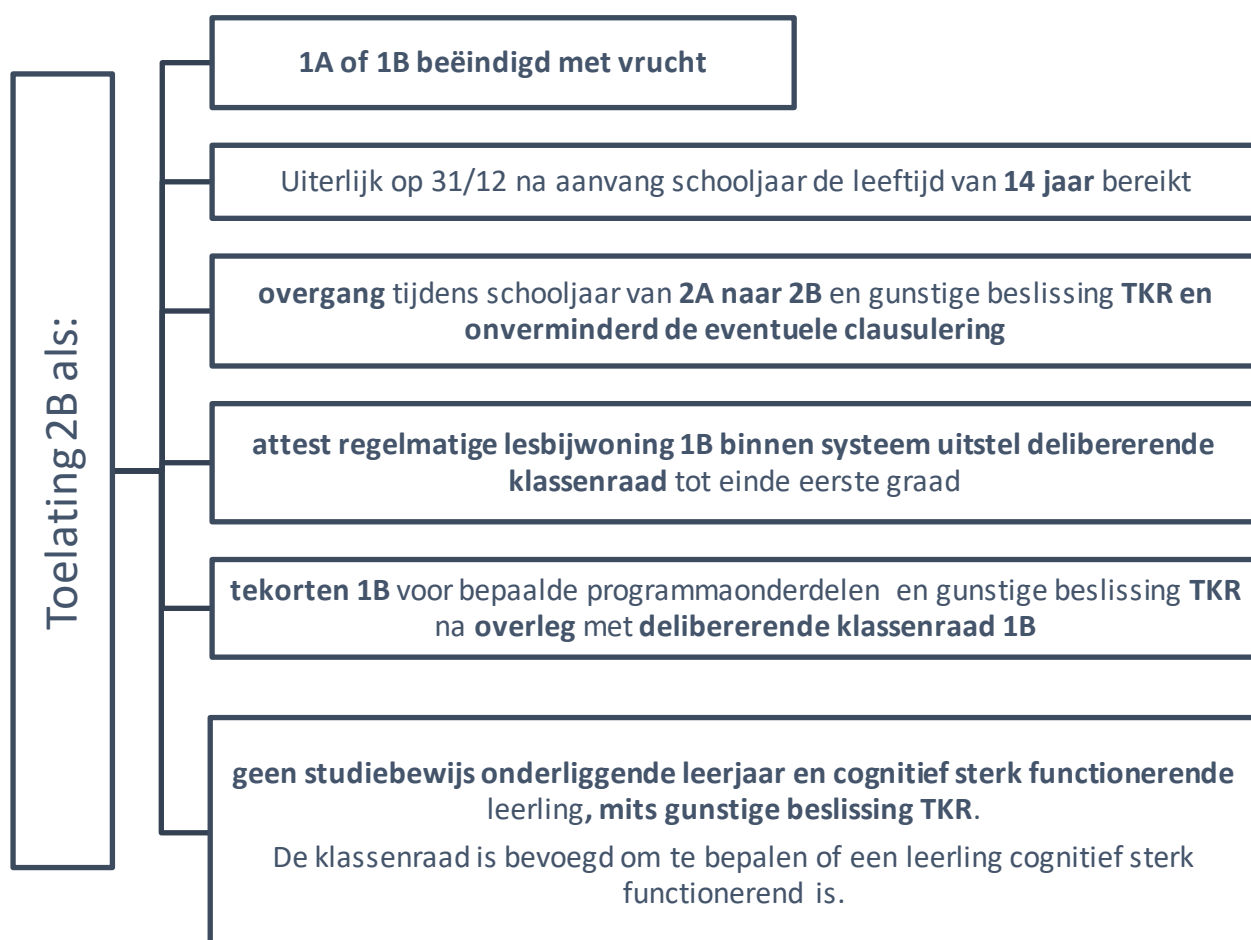 Toelating 2B als:
1A of 1B beëindigd met vrucht
Uiterlijk op 31/12 na aanvang schooljaar de leeftijd van 14 jaar bereikt
overgang tijdens schooljaar van 2A naar 2B en gunstige beslissing TKR en
onverminderd de eventuele clausulering
attest regelmatige lesbijwoning 1B binnen systeem uitstel delibererende
klassenraad tot einde eerste graad
tekorten 1B voor bepaalde programmaonderdelen en gunstige beslissing TKR
na overleg met delibererende klassenraad 1B
geen studiebewijs onderliggende leerjaar en cognitief sterk functionerende
leerling, mits gunstige beslissing TKR.
De klassenraad is bevoegd om te bepalen of een leerling cognitief sterk
functionerend is.